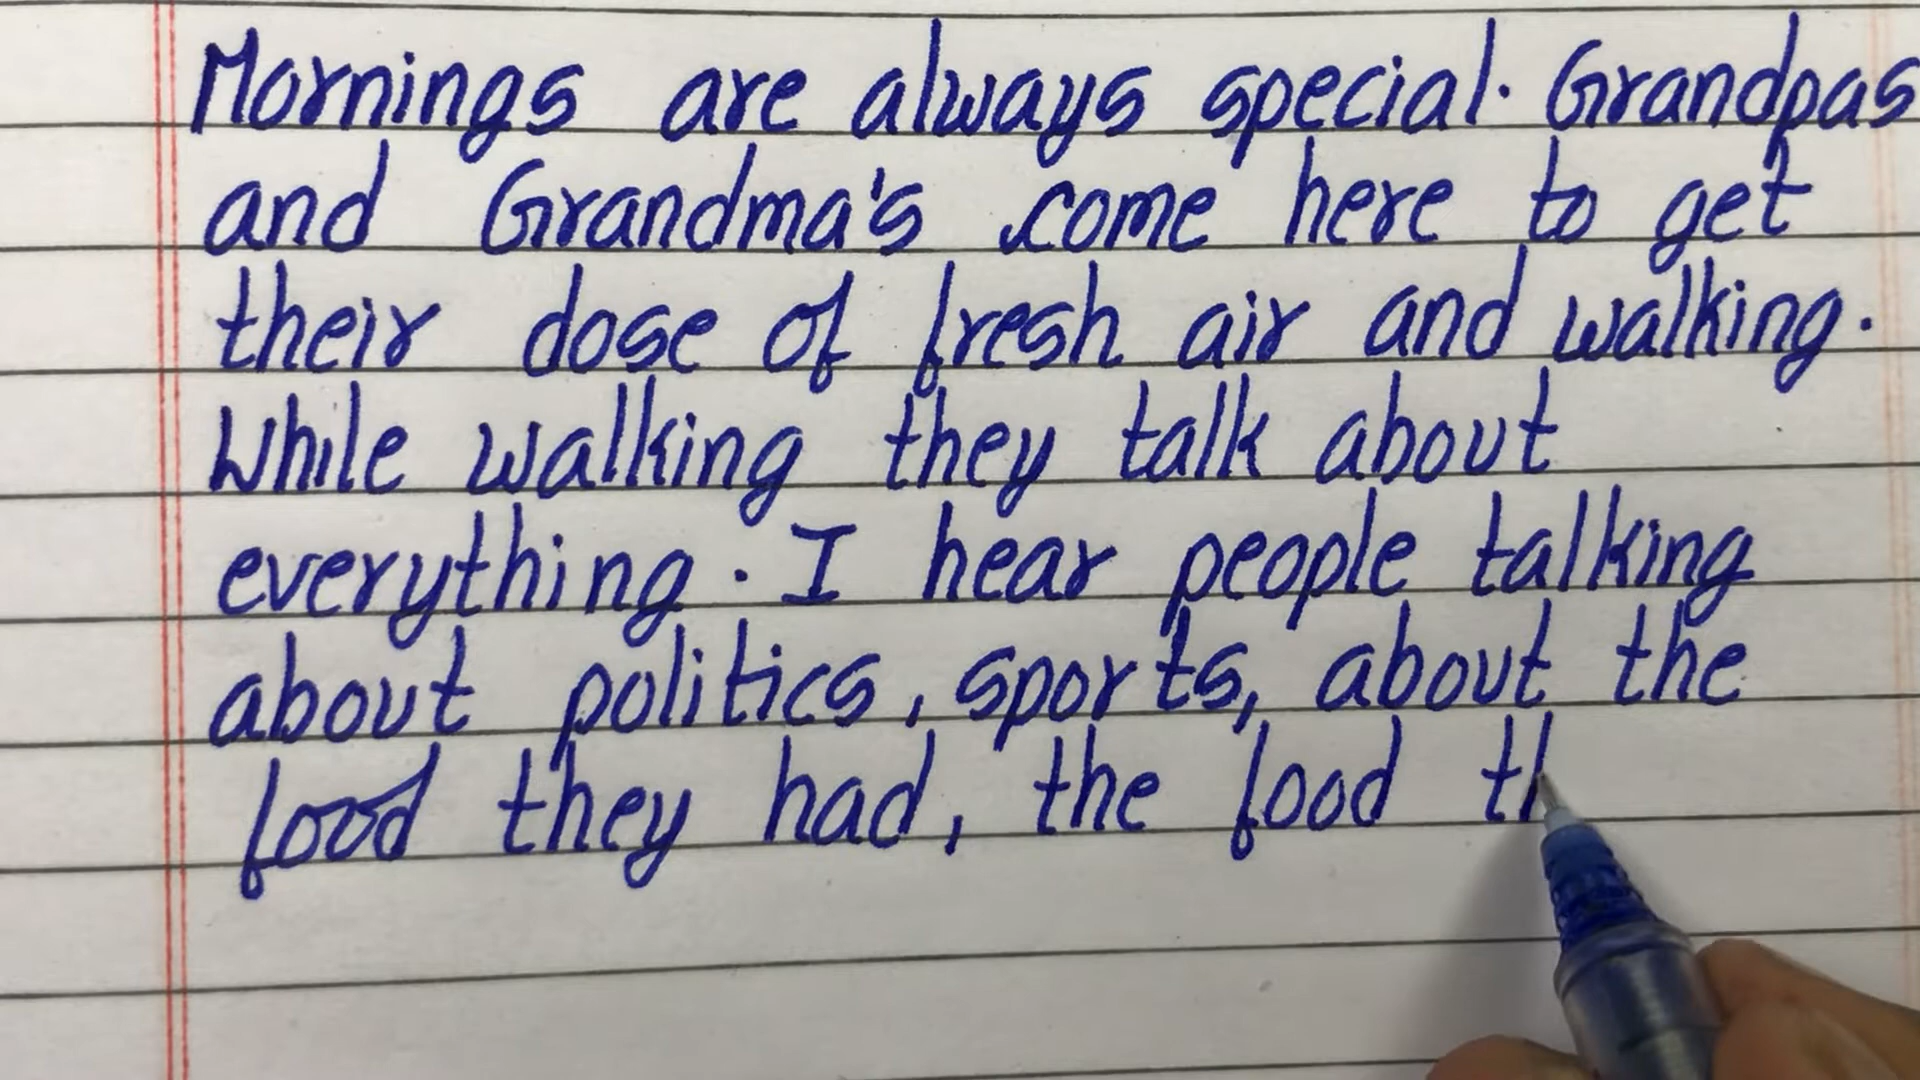 Mornings are always special. Grandpas
and Grandma's come here to get
their dose of fresh air and walking.
While walking they talk about
everything. I hear people talking
about politics, sports, about the
food they had, the food th